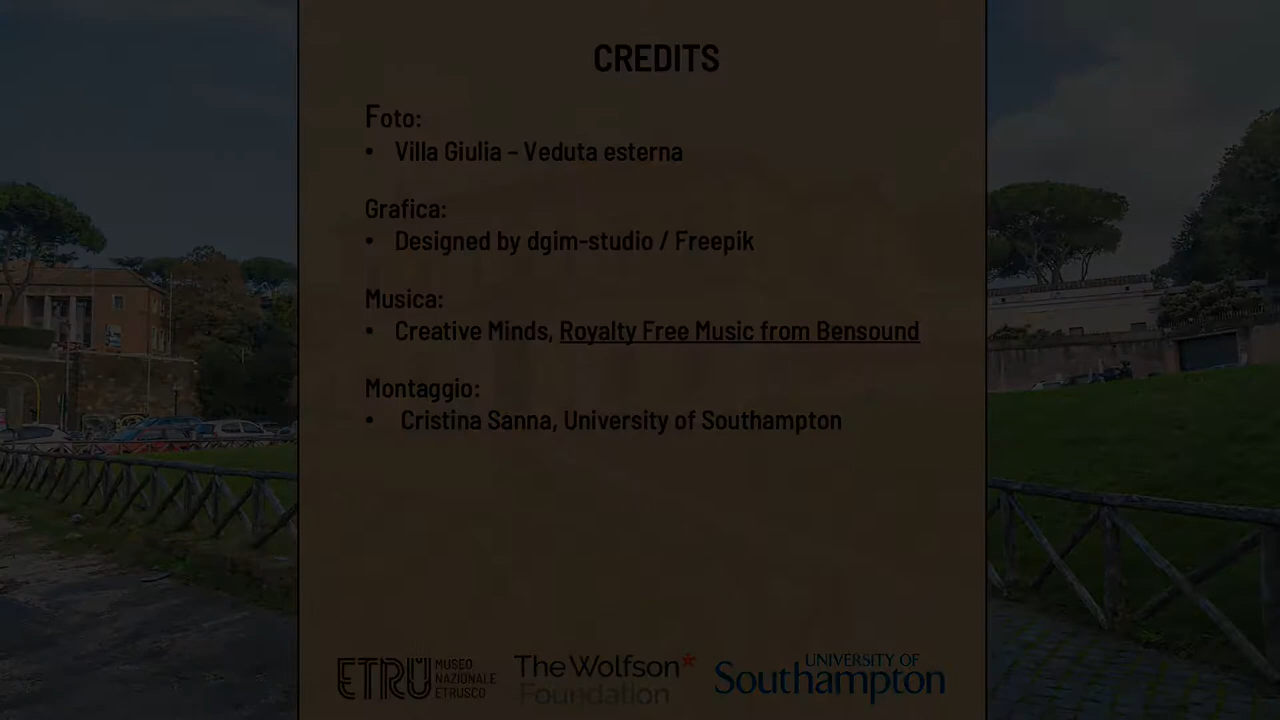 CREDITS
Foto:
• Villa Giulia – Veduta esterna
Grafica:
• Designed by dgim-studio / Freepik
Musica:
• Creative Minds, Royalty Free Music from Bensound
Montaggio:
• Cristina Sanna, University of Southampton
ETRU MUSEO
NAZIONALE
ETRUSCO
The Wolfson
Foundation
UNIVERSITY OF
Southampton